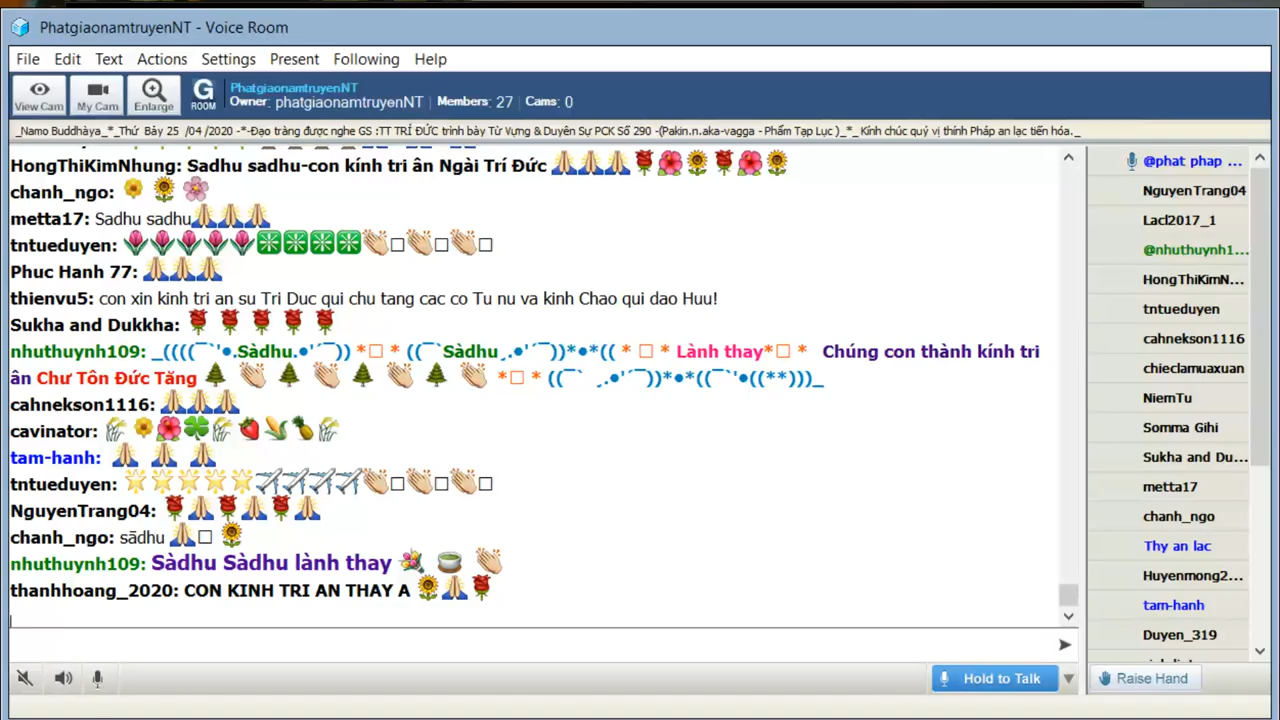 PhatgiaonamtruyenNT - Voice Room
File Edit Text Actions Settings Present Following Help
View Cam My Cam Enlarge G ROOM
PhatgiaonamtruyenNT
Owner: phatgiaonamtruyenNT Members: 27 Cams: 0
_Namo Buddhàya_*_Thứ Bảy 25 /04 /2020 -*-Đạo tràng được nghe GS :TT TRÍ ĐỨC trình bày Từ Vựng & Duyên Sự PCK Số 290 -(Pakin.n.aka-vagga - Phẩm Tạp Lục )_*_ Kính chúc quý vị thính Pháp an lạc tiến hóa._
HongThiKimNhung: Sadhu sadhu-con kính tri ân Ngài Trí Đức 🙏🙏🙏🌹🌺🌻🌹🌺🌻
chanh_ngo: 🌼 🌻 🌸
metta17: Sadhu sadhu🙏🙏🙏
tntueduyen: 🌷🌷🌷🌷🌷❇️❇️❇️❇️👏□👏□👏□
Phuc Hanh 77: 🙏🙏🙏
thienvu5: con xin kinh tri an su Tri Duc qui chu tang cac co Tu nu va kinh Chao qui dao Huu!
Sukha and Dukkha: 🌹 🌹 🌹 🌹 🌹
nhuthuynh109: _((((¯`'●.Sàdhu.●'´¯)) *□ * ((¯`Sàdhu¸.●'´¯))*●*(( * □ * Lành thay*□ * Chúng con thành kính tri
ân Chư Tôn Đức Tăng 🌲 👏 🌲 👏 🌲 👏 🌲 👏 *□ * ((¯` ¸.●'´¯))*●*((¯`'●((**)))_
cahnekson1116: 🙏🙏🙏
cavinator: 🌾 🌼🌺🍀🌾 🍓🌽🍍🌾
tam-hanh: 🙏 🙏 🙏
tntueduyen: 🌟🌟🌟🌟🌟✈️✈️✈️✈️👏□👏□👏□
NguyenTrang04: 🌹🙏🌹🙏🌹🙏
chanh_ngo: sādhu 🙏□ 🌻
nhuthuynh109: Sàdhu Sàdhu lành thay 💐 🍵 👏
thanhhoang_2020: CON KINH TRI AN THAY A 🌻🙏🌹
@phat phap ...
NguyenTrang04
Lacl2017_1
@nhuthuynh1...
HongThiKimN...
tntueduyen
cahnekson1116
chieclamuaxuan
NiemTu
Somma Gihi
Sukha and Du...
metta17
chanh_ngo
Thy an lac
Huyenmong2...
tam-hanh
Duyen_319
Hold to Talk
Raise Hand